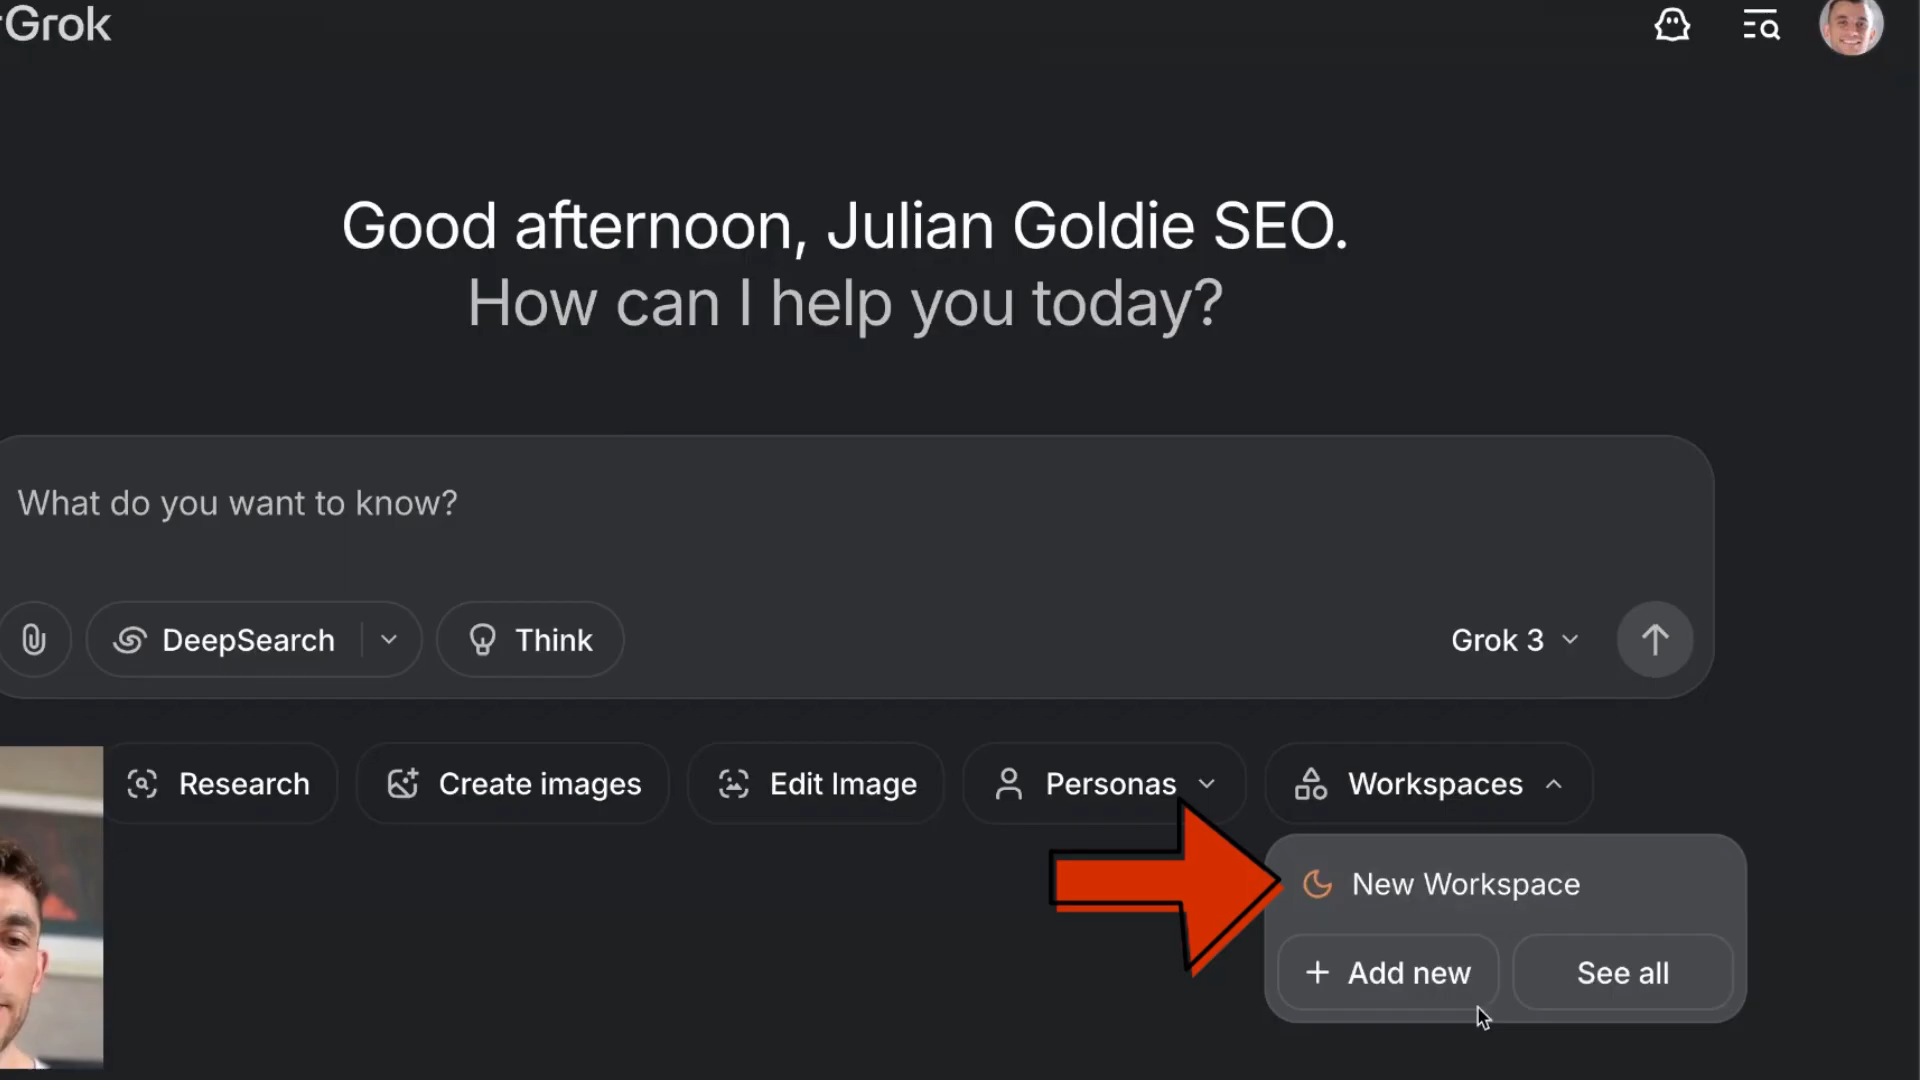 Grok
Good afternoon, Julian Goldie SEO.
How can I help you today?
What do you want to know?
DeepSearch
Think
Grok 3
Research
Create images
Edit Image
Personas
Workspaces
New Workspace
+ Add new
See all